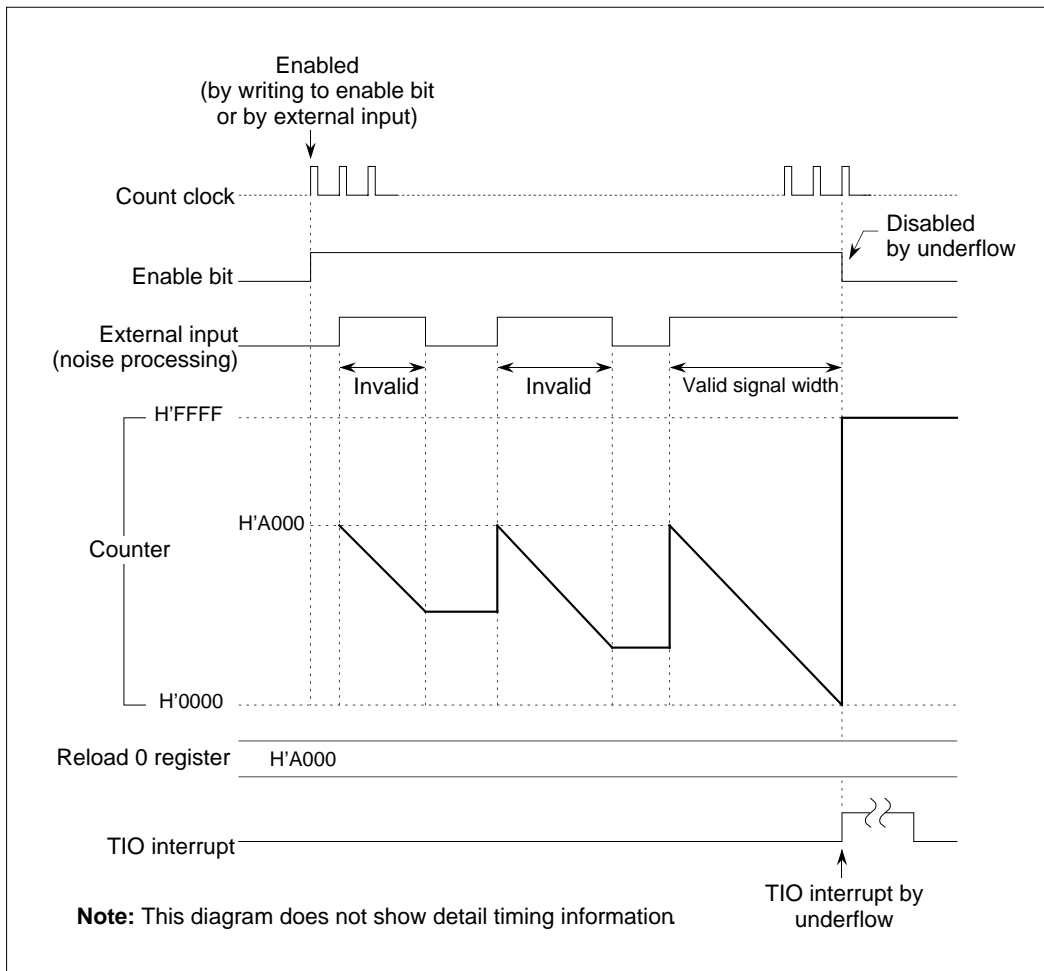 Enabled
(by writing to enable bit
or by external input)
Count clock
Disabled
by underflow
Enable bit
External input
(noise processing)
Invalid
Invalid
Valid signal width
H'FFFF
H'A000
Counter
H'0000
Reload 0 register
H'A000
TIO interrupt
TIO interrupt by
underflow
Note: This diagram does not show detail timing information.